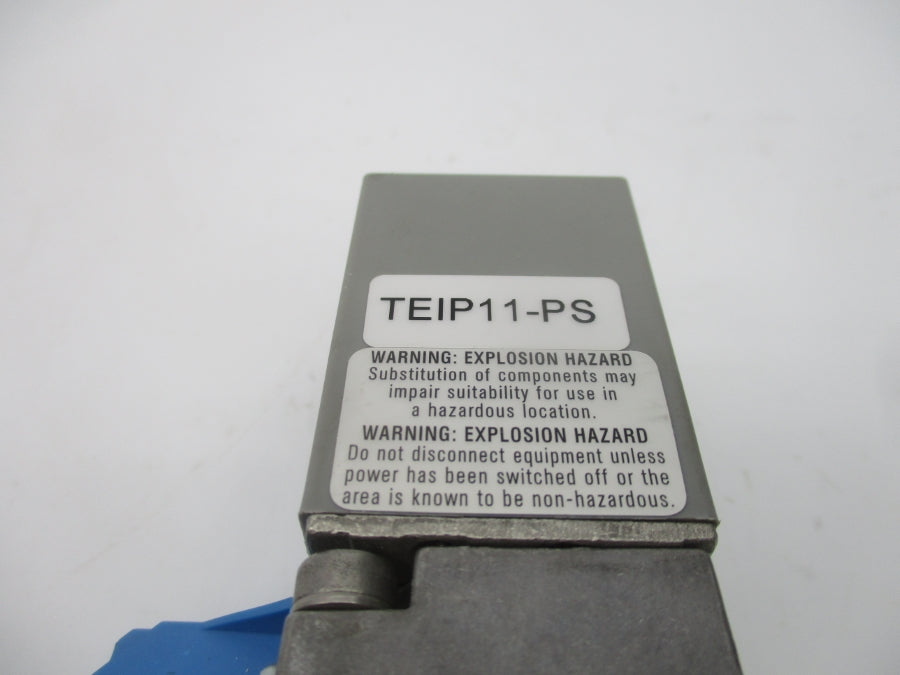 TEIP11-PS
WARNING: EXPLOSION HAZARD
Substitution of components may
impair suitability for use in
a hazardous location.
WARNING: EXPLOSION HAZARD
Do not disconnect equipment unless
power has been switched off or the
area is known to be non-hazardous.